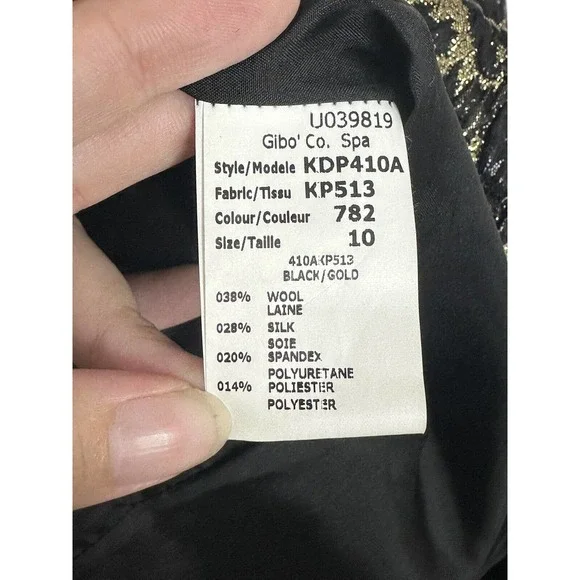 U039819
Gibo' Co. Spa
Style/Modele KDP410A
Fabric/Tissu KP513
Colour/Couleur 782
Size/Taille 10
410AKP513
BLACK/GOLD
038% WOOL
LAINE
028% SILK
SOIE
020% SPANDEX
POLYURETANE
014% POLIESTER
POLYESTER